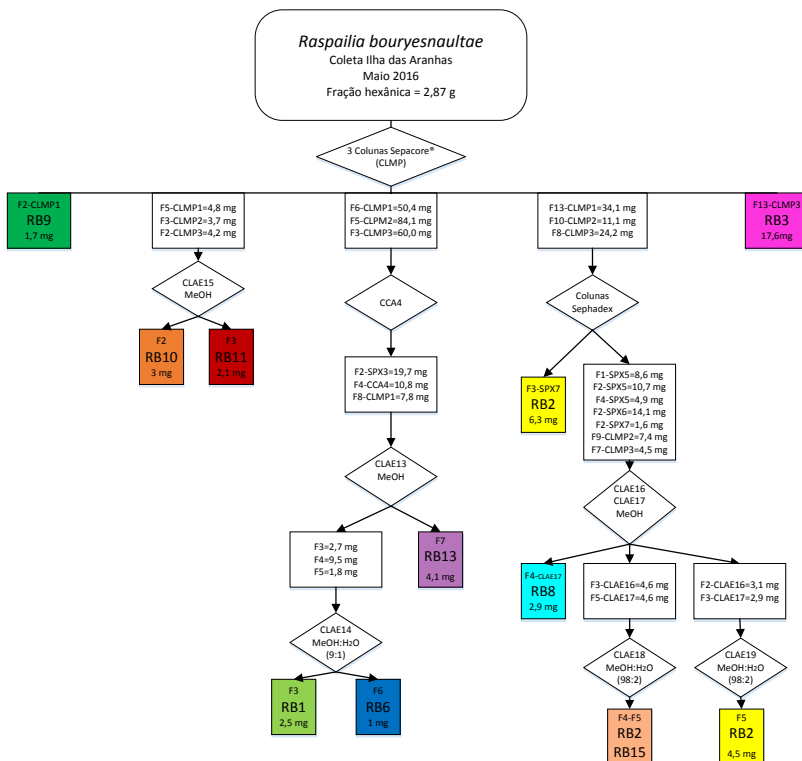 Raspailia bouryesnaultae
Coleta Ilha das Aranhas
Maio 2016
Fração hexânica = 2,87 g
3 Colunas Sepacore®
(CLMP)
F2-CLMP1
RB9
1,7 mg
F5-CLMP1=4,8 mg
F3-CLMP2=3,7 mg
F2-CLMP3=4,2 mg
F6-CLMP1=50,4 mg
F5-CLPM2=84,1 mg
F3-CLMP3=60,0 mg
F13-CLMP1=34,1 mg
F10-CLMP2=11,1 mg
F8-CLMP3=24,2 mg
F13-CLMP3
RB3
17,6mg
CLAE15
MeOH
CCA4
Colunas
Sephadex
F2
RB10
3 mg
F3
RB11
2,1 mg
F2-SPX3=19,7 mg
F4-CCA4=10,8 mg
F8-CLMP1=7,8 mg
F3-SPX7
RB2
6,3 mg
F1-SPX5=8,6 mg
F2-SPX5=10,7 mg
F4-SPX5=4,9 mg
F2-SPX6=14,1 mg
F2-SPX7=1,6 mg
F9-CLMP2=7,4 mg
F7-CLMP3=4,5 mg
CLAE13
MeOH
CLAE16
CLAE17
MeOH
F3=2,7 mg
F4=9,5 mg
F5=1,8 mg
F7
RB13
4,1 mg
F4-CLAE17
RB8
2,9 mg
F3-CLAE16=4,6 mg
F5-CLAE17=4,6 mg
F2-CLAE16=3,1 mg
F3-CLAE17=2,9 mg
CLAE14
MeOH:H2O
(9:1)
CLAE18
MeOH:H2O
(98:2)
CLAE19
MeOH:H2O
(98:2)
F3
RB1
2,5 mg
F6
RB6
1 mg
F4-F5
RB2
RB15
F5
RB2
4,5 mg